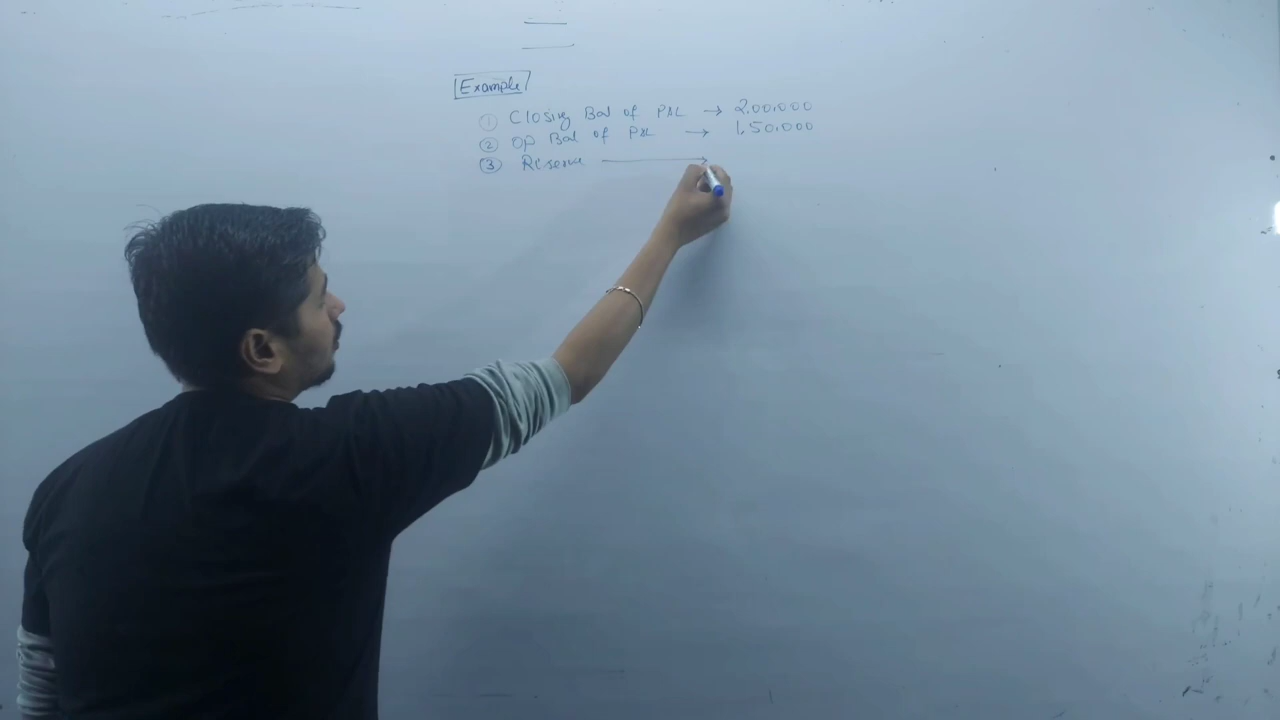 Example
① Closing Bal of P&L → 2,00,000
② OP Bal of P&L → 1,50,000
③ Reserve →